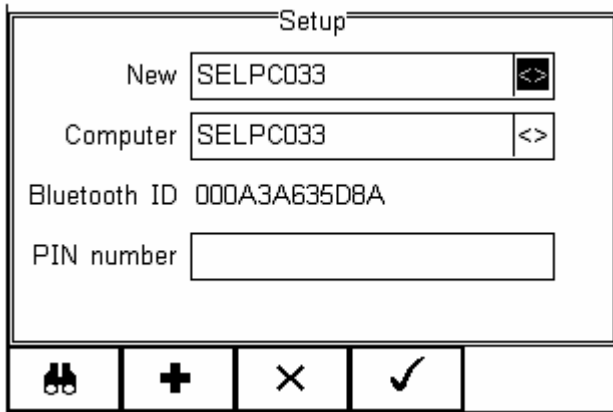 Setup
New SELPC033 <>
Computer SELPC033 <>
Bluetooth ID 000A3A635D8A
PIN number